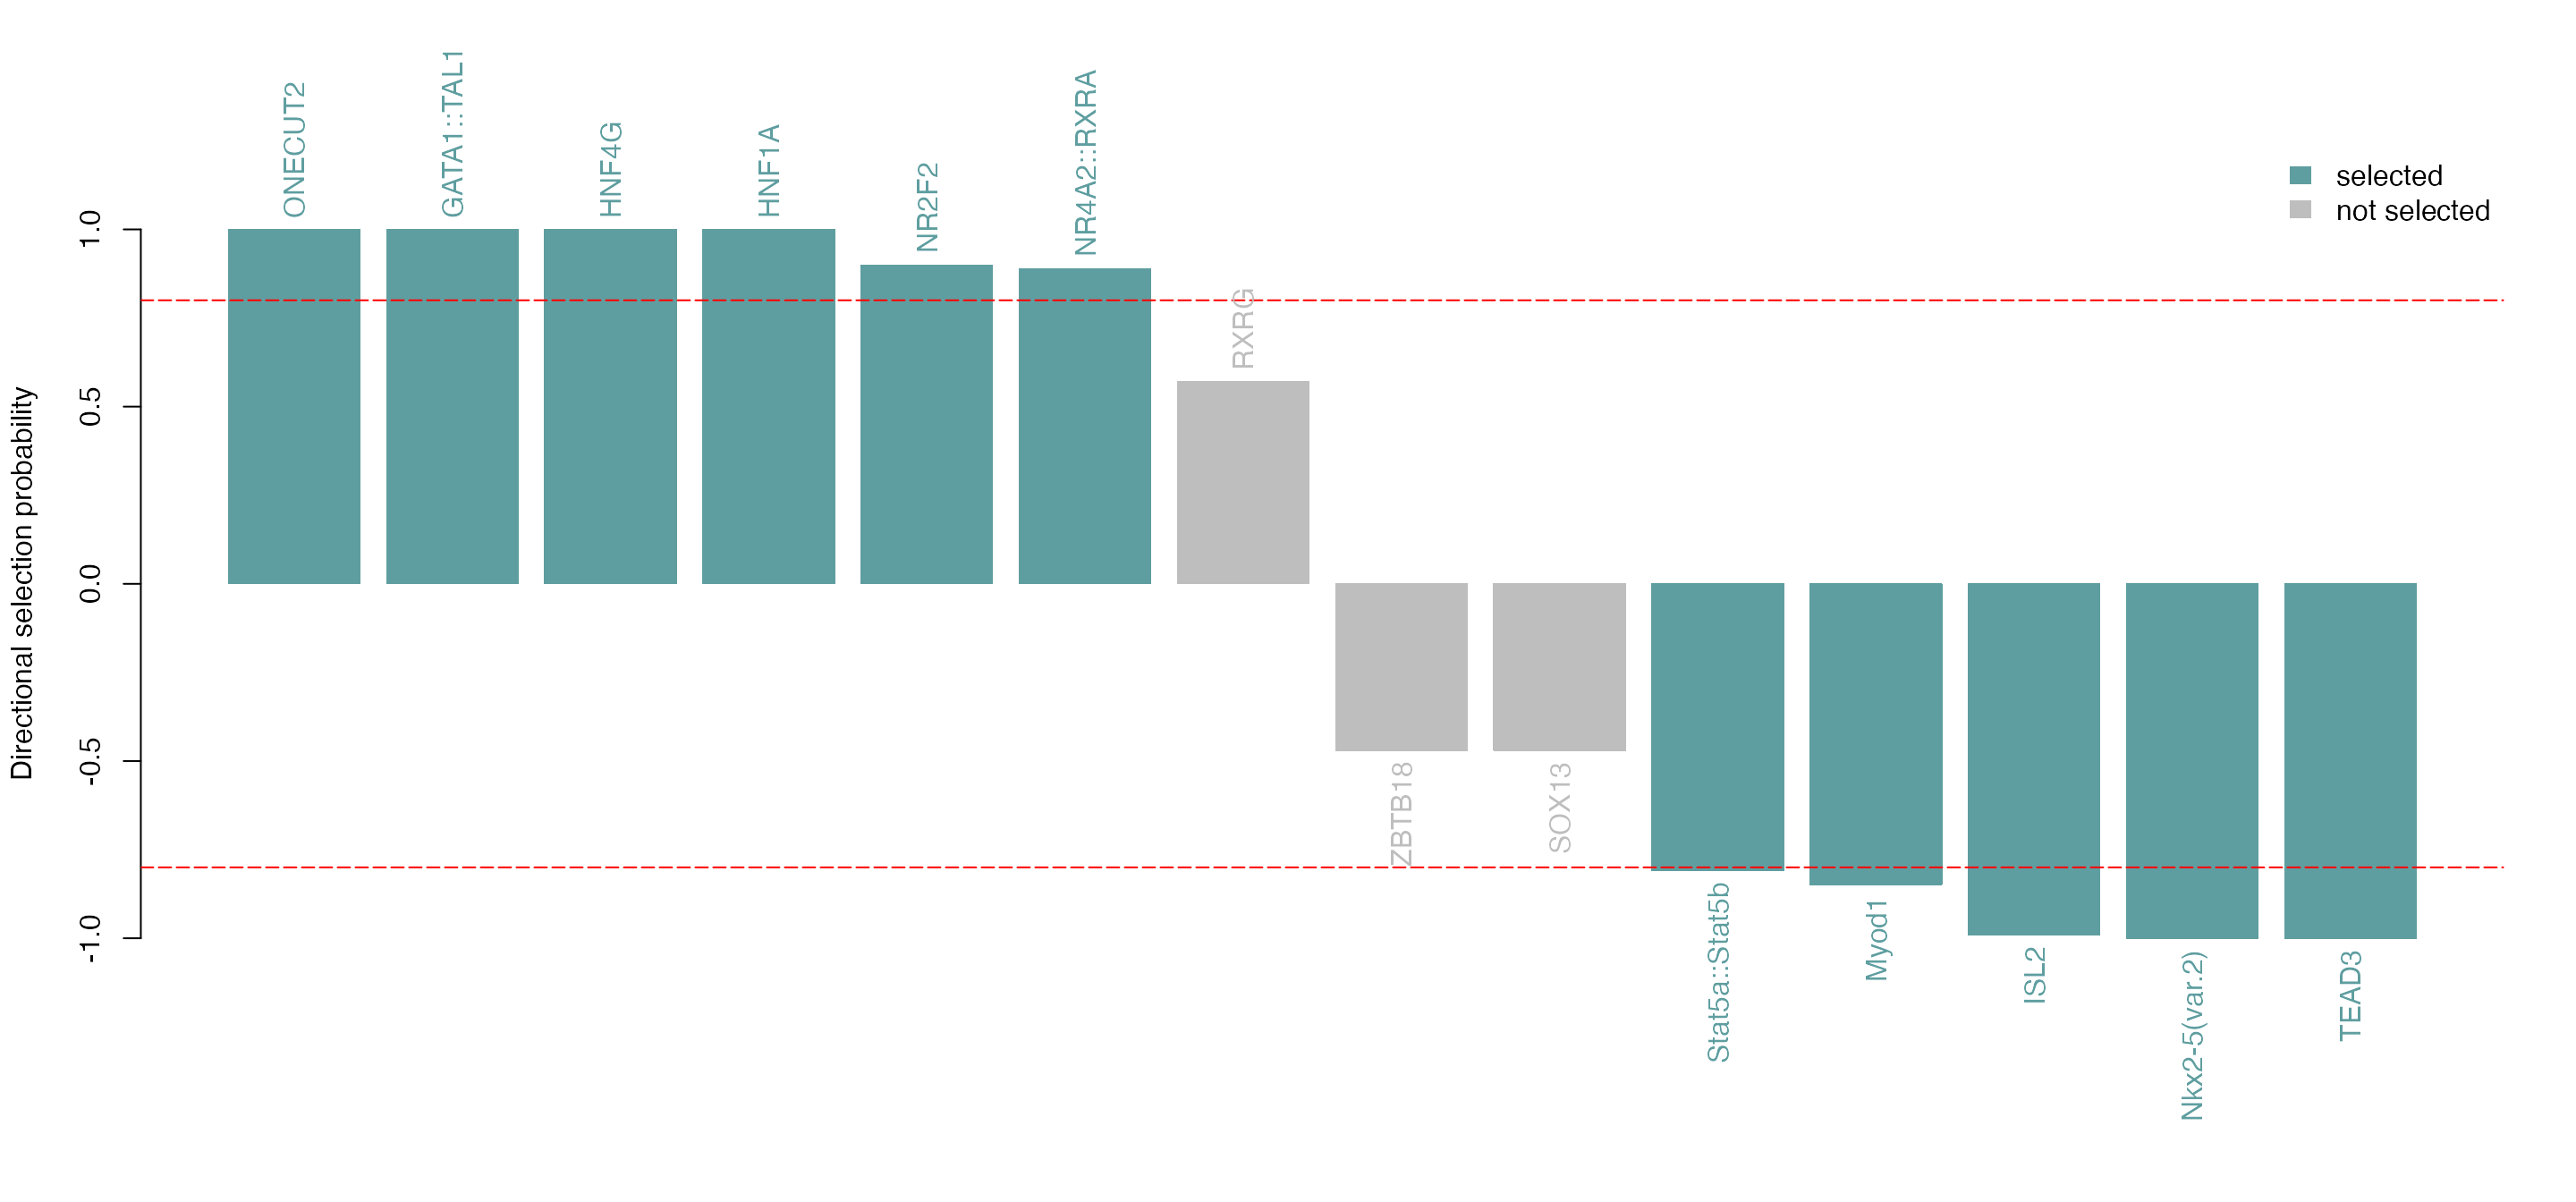 ONECUT2
GATA1::TAL1
HNF4G
HNF1A
NR2F2
NR4A2::RXRA
RXRG
selected
not selected
Directional selection probability
1.0
0.5
0.0
-0.5
-1.0
ZBTB18
SOX13
Stat5a::Stat5b
Myod1
ISL2
Nkx2-5(var.2)
TEAD3